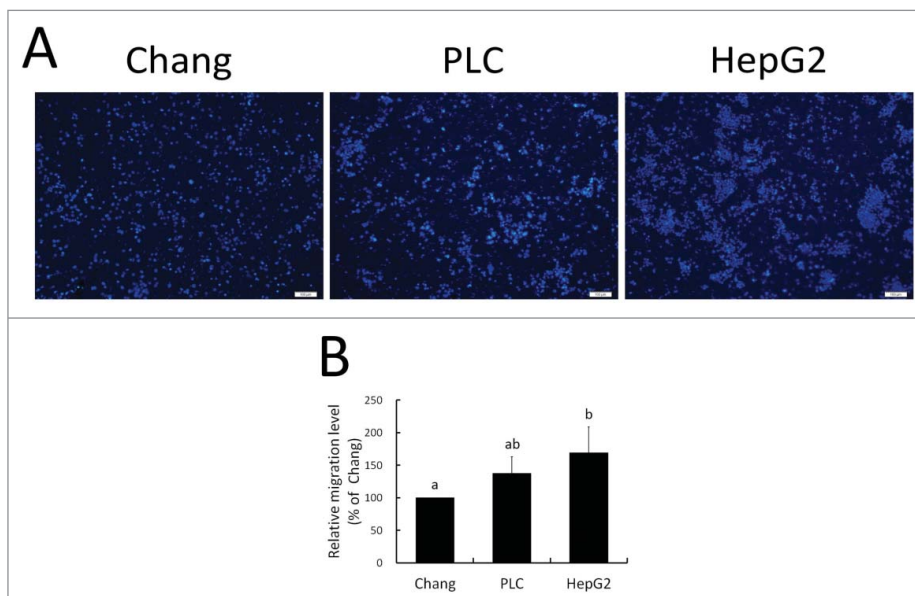 A
Chang
PLC
HepG2
B
Relative migration level
(% of Chang)
250
200
150
100
50
0
a
ab
b
Chang
PLC
HepG2